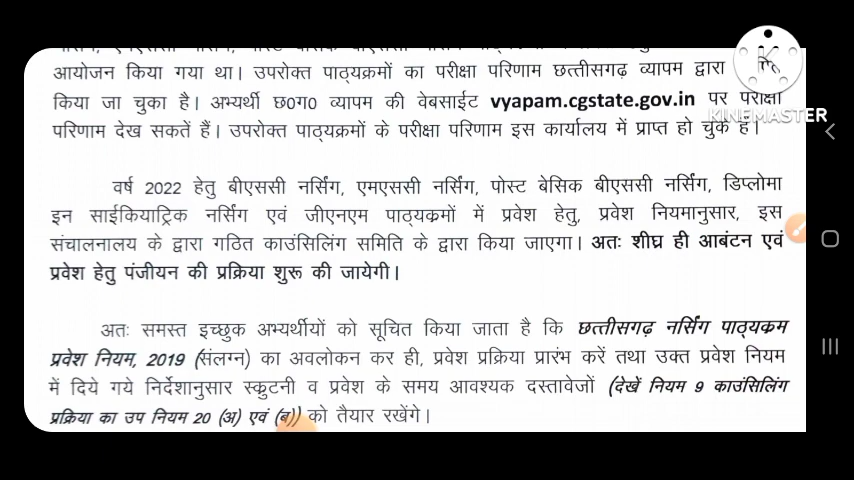 आयोजन किया गया था। उपरोक्त पाठ्यक्रमों का परीक्षा परिणाम छत्तीसगढ़ व्यापम द्वारा
किया जा चुका है। अभ्यर्थी छ0ग0 व्यापम की वेबसाईट vyapam.cgstate.gov.in पर परीक्षा
KINEMASTER
परिणाम देख सकतें हैं। उपरोक्त पाठ्यक्रमों के परीक्षा परिणाम इस कार्यालय में प्राप्त हो चुके हैं।
वर्ष 2022 हेतु बीएससी नर्सिंग, एमएससी नर्सिंग, पोस्ट बेसिक बीएससी नर्सिंग, डिप्लोमा
इन साईकियाट्रिक नर्सिंग एवं जीएनएम पाठ्यक्रमों में प्रवेश हेतु, प्रवेश नियमानुसार, इस
संचालनालय के द्वारा गठित काउंसिलिंग समिति के द्वारा किया जाएगा। अतः शीघ्र ही आबंटन एवं
प्रवेश हेतु पंजीयन की प्रक्रिया शुरू की जायेगी।
अतः समस्त इच्छुक अभ्यर्थीयों को सूचित किया जाता है कि छत्तीसगढ़ नर्सिंग पाठ्यक्रम
प्रवेश नियम, 2019 (संलग्न) का अवलोकन कर ही, प्रवेश प्रक्रिया प्रारंभ करें तथा उक्त प्रवेश नियम
में दिये गये निर्देशानुसार स्क्रुटनी व प्रवेश के समय आवश्यक दस्तावेजों (देखें नियम 9 काउंसिलिंग
प्रक्रिया का उप नियम 20 (अ) एवं (ब)) को तैयार रखेंगे।